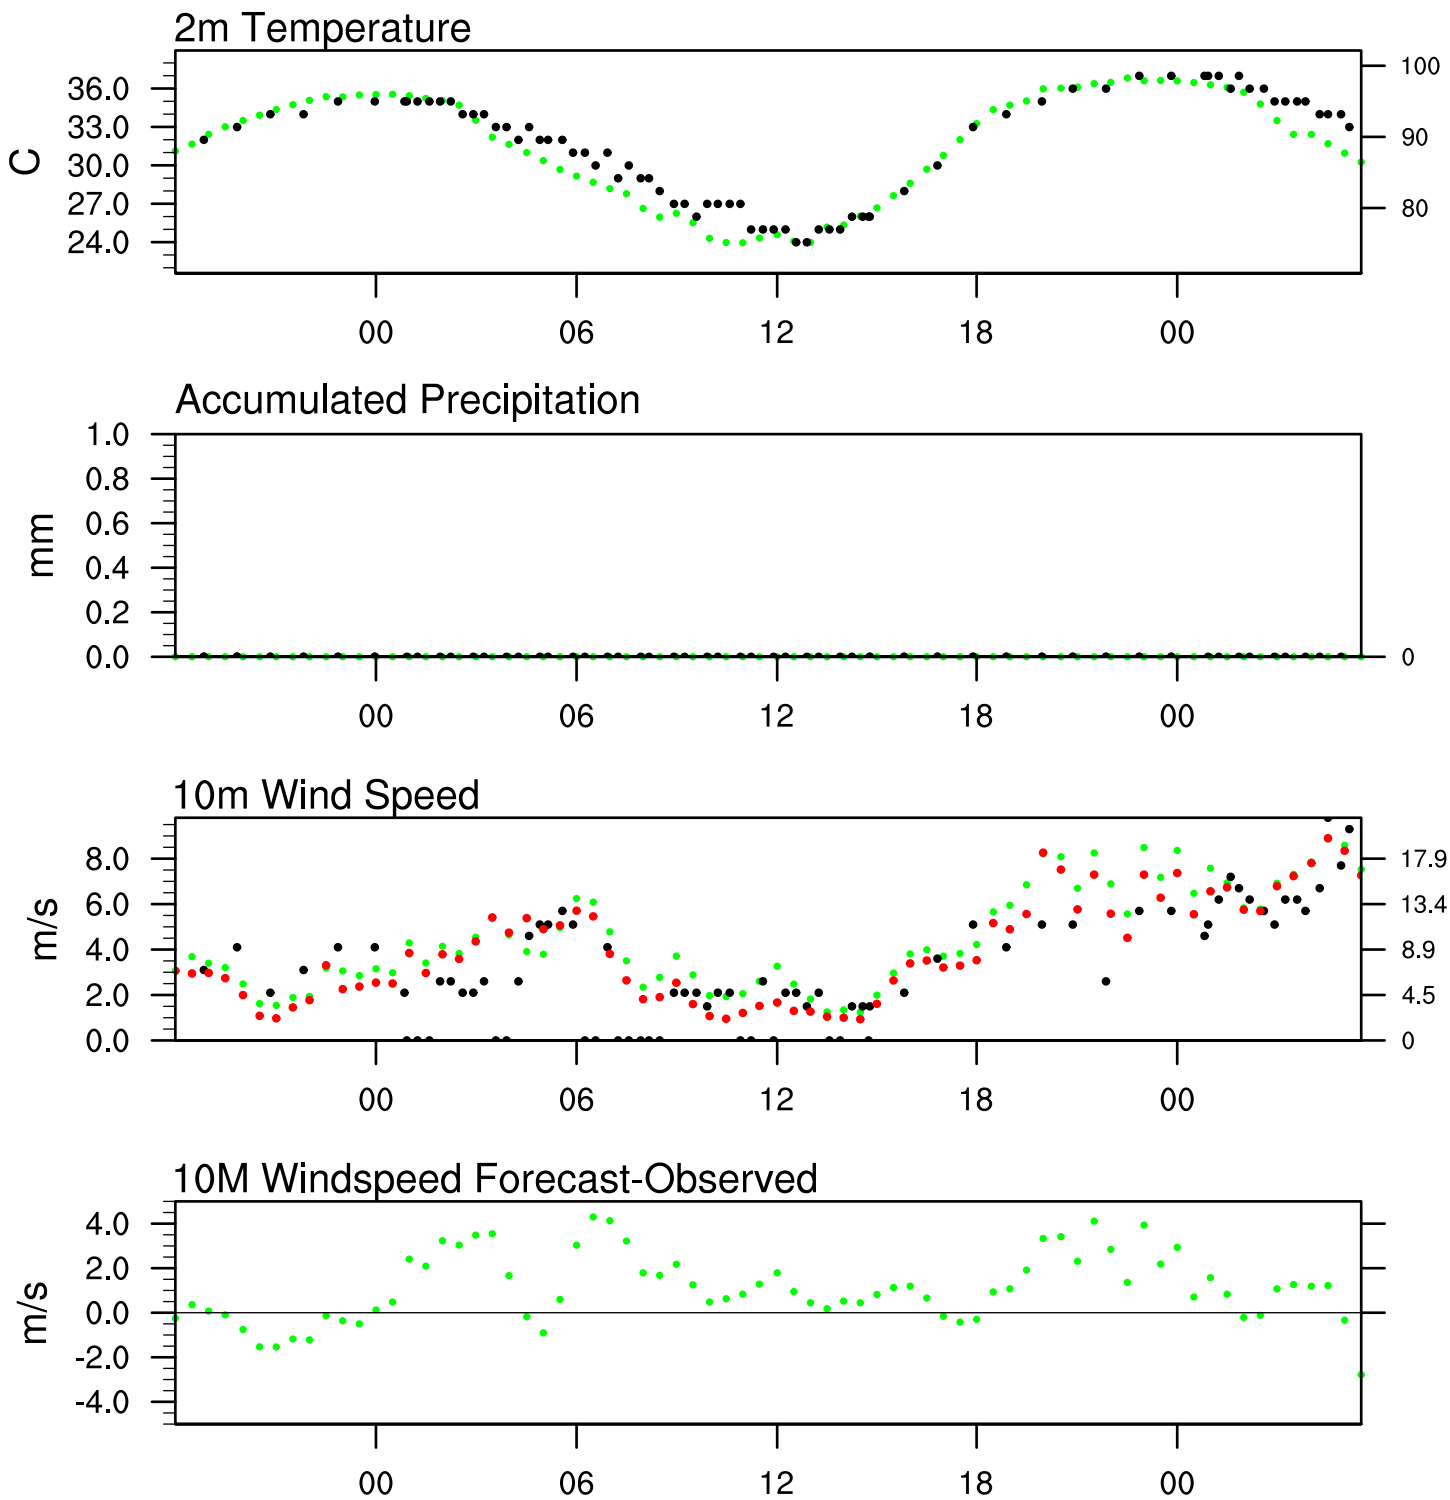 2m Temperature
C
36.0
33.0
30.0
27.0
24.0
100
90
80
00 06 12 18 00
Accumulated Precipitation
mm
1.0
0.8
0.6
0.4
0.2
0.0
0
00 06 12 18 00
10m Wind Speed
m/s
8.0
6.0
4.0
2.0
0.0
17.9
13.4
8.9
4.5
0
00 06 12 18 00
10M Windspeed Forecast-Observed
m/s
4.0
2.0
0.0
-2.0
-4.0
00 06 12 18 00